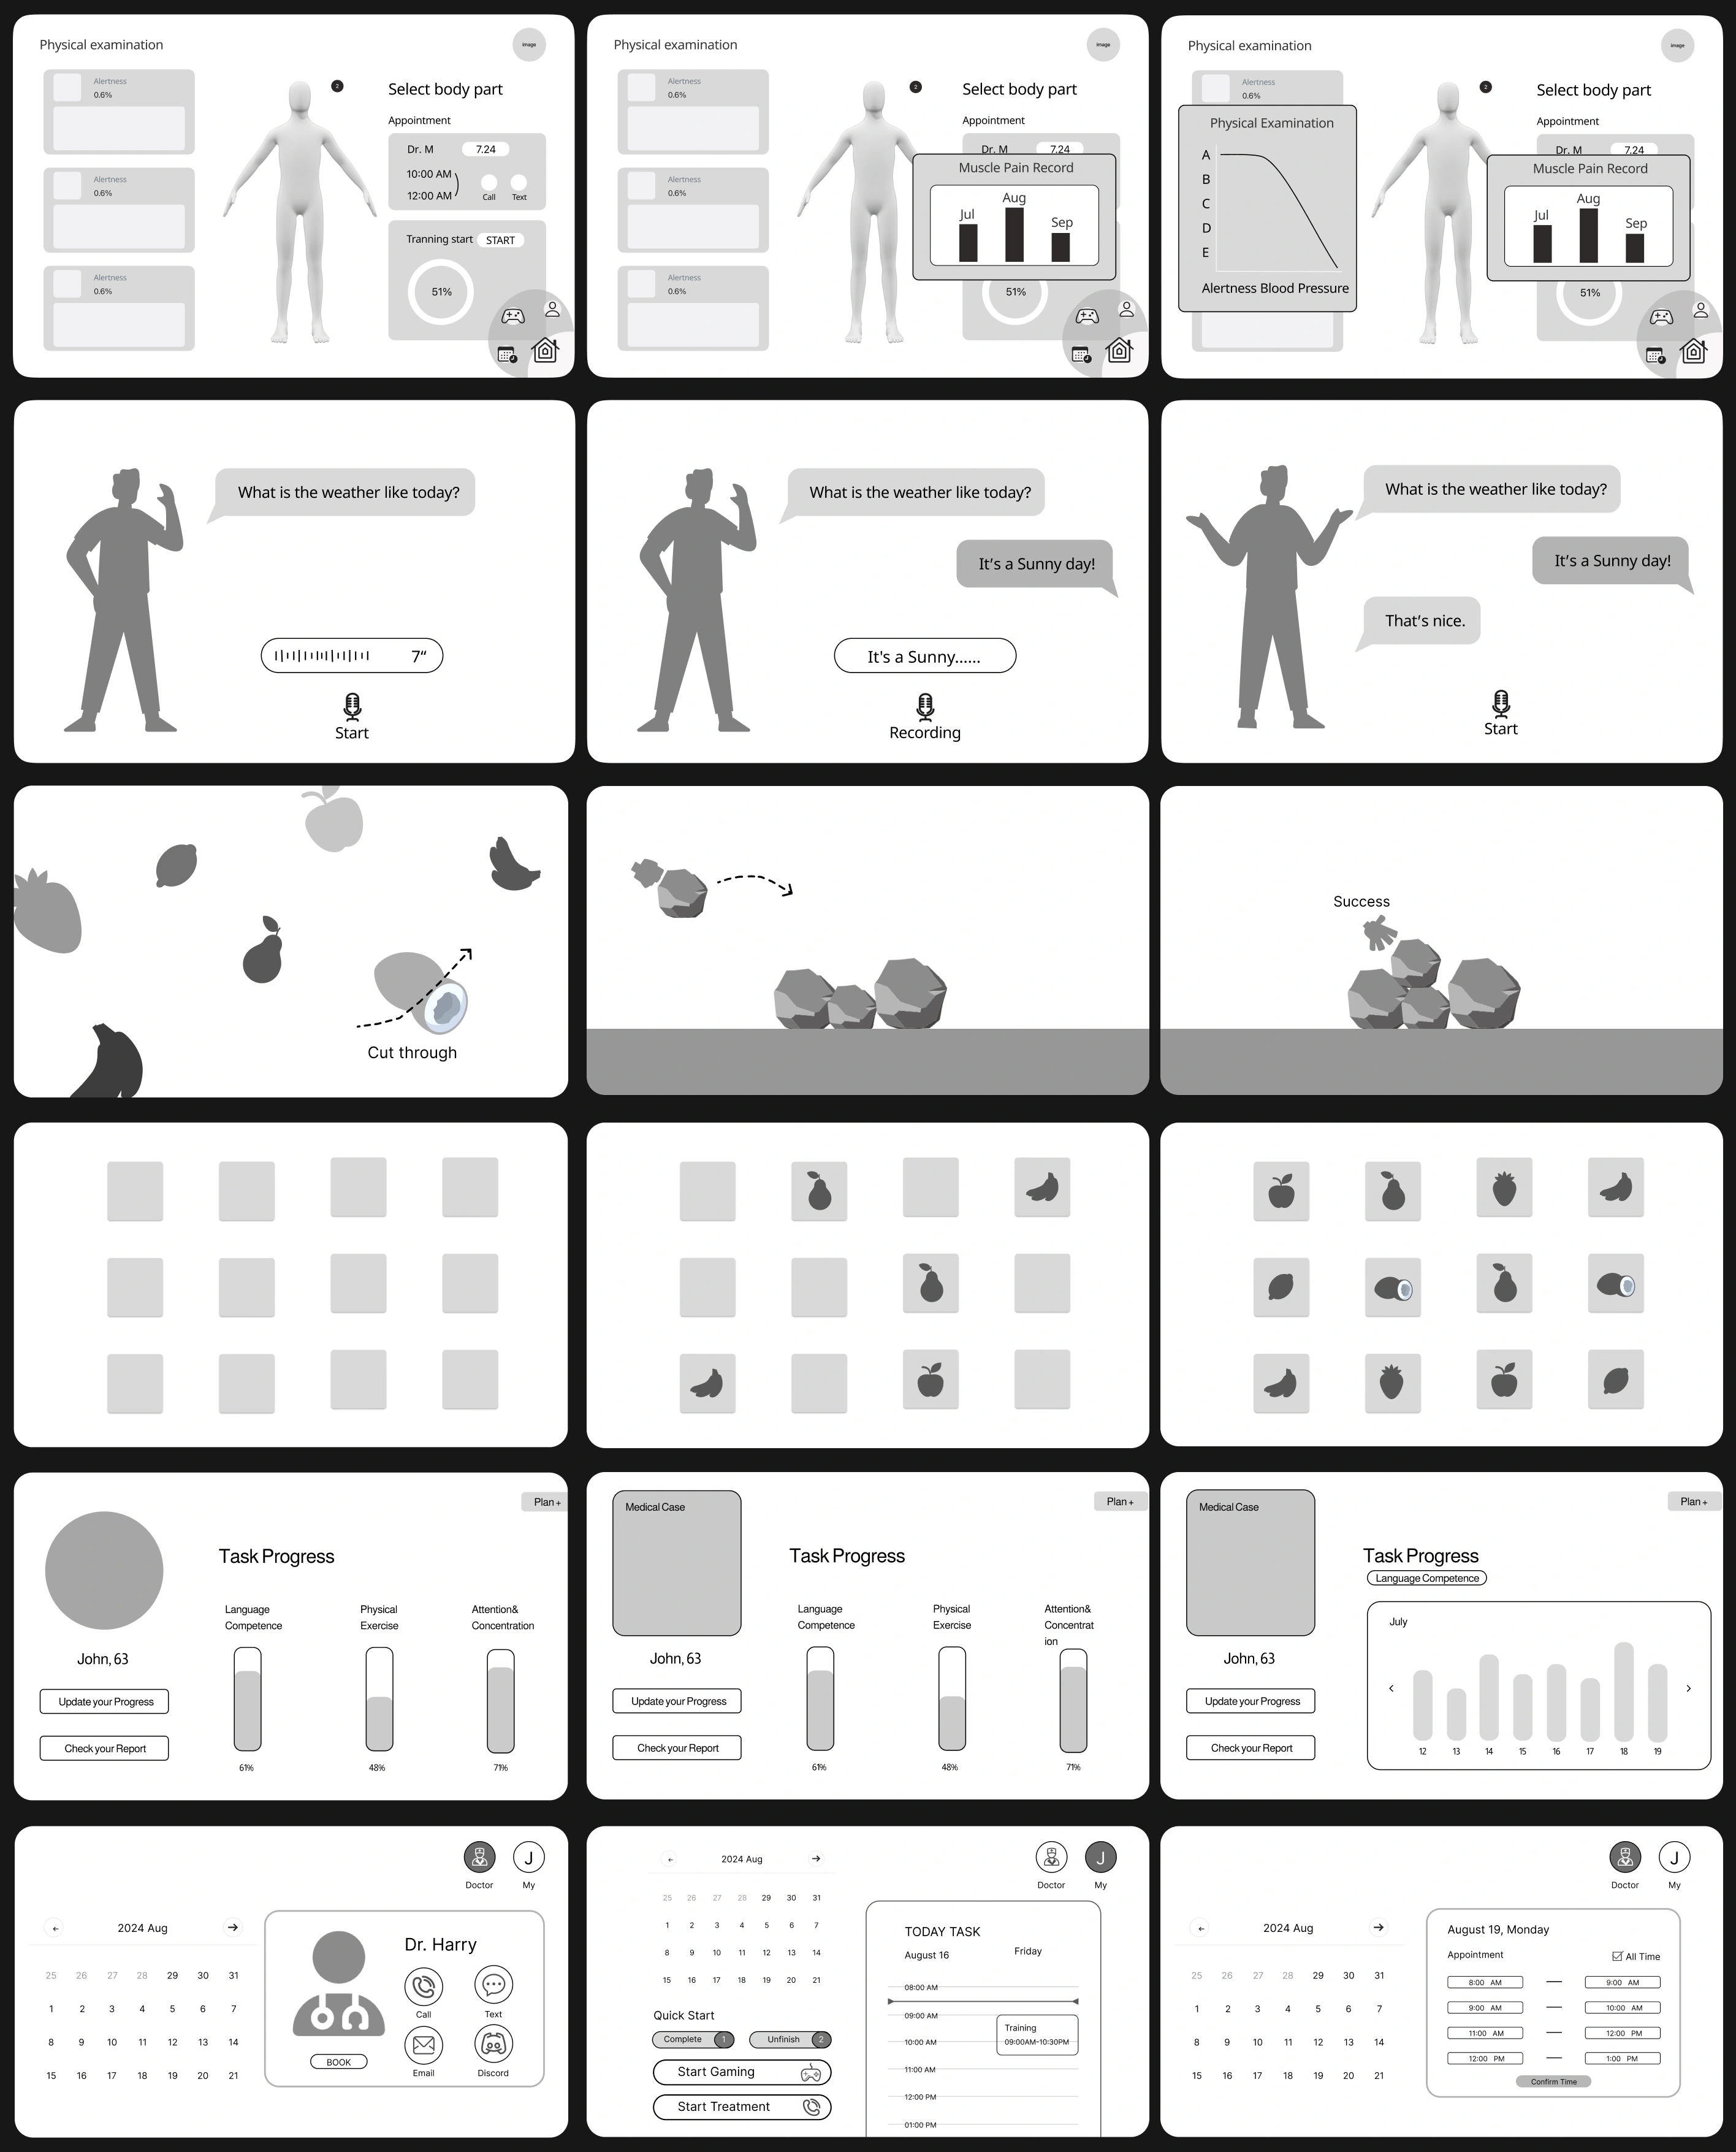 Physical examination
image
Alertness
0.6%
Alertness
0.6%
Alertness
0.6%
2
Select body part
Appointment
Dr. M 7.24
10:00 AM
12:00 AM
Call Text
Tranning start START
51%
Physical examination
image
Alertness
0.6%
Alertness
0.6%
Alertness
0.6%
2
Select body part
Appointment
Dr. M 7.24
Muscle Pain Record
Jul
Aug
Sep
51%
Physical examination
image
Alertness
0.6%
Physical Examination
A
B
C
D
E
Alertness Blood Pressure
2
Select body part
Appointment
Dr. M 7.24
Muscle Pain Record
Jul
Aug
Sep
51%
What is the weather like today?
7“
Start
What is the weather like today?
It’s a Sunny day!
It's a Sunny......
Recording
What is the weather like today?
It’s a Sunny day!
That’s nice.
Start
Cut through
Success
Plan +
Task Progress
Language
Competence
Physical
Exercise
Attention&
Concentration
John, 63
Update your Progress
Check your Report
61%
48%
71%
Medical Case
Plan +
Task Progress
Language
Competence
Physical
Exercise
Attention&
Concentrat
ion
John, 63
Update your Progress
Check your Report
61%
48%
71%
Medical Case
Plan +
Task Progress
Language Competence
July
John, 63
Update your Progress
Check your Report
‹
›
12 13 14 15 16 17 18 19
J
Doctor My
2024 Aug
25 26 27 28 29 30 31
1 2 3 4 5 6 7
8 9 10 11 12 13 14
15 16 17 18 19 20 21
Dr. Harry
Call Text
Email Discord
BOOK
2024 Aug
J
Doctor My
25 26 27 28 29 30 31
1 2 3 4 5 6 7
8 9 10 11 12 13 14
15 16 17 18 19 20 21
Quick Start
Complete 1 Unfinish 2
Start Gaming
Start Treatment
TODAY TASK
August 16 Friday
08:00 AM
09:00 AM
10:00 AM
11:00 AM
12:00 PM
01:00 PM
Training
09:00AM-10:30PM
J
Doctor My
2024 Aug
25 26 27 28 29 30 31
1 2 3 4 5 6 7
8 9 10 11 12 13 14
15 16 17 18 19 20 21
August 19, Monday
Appointment All Time
8:00 AM — 9:00 AM
9:00 AM — 10:00 AM
11:00 AM — 12:00 PM
12:00 PM — 1:00 PM
Confirm Time